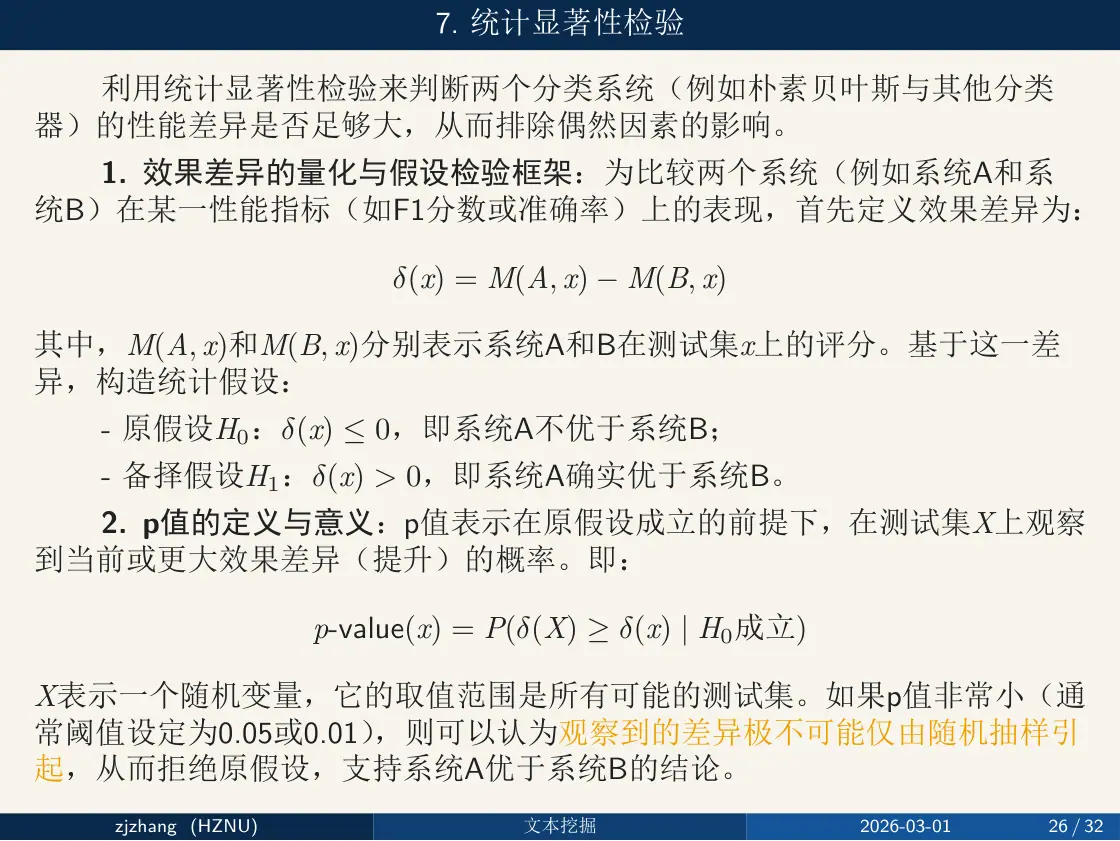 7. 统计显著性检验
利用统计显著性检验来判断两个分类系统（例如朴素贝叶斯与其他分类
器）的性能差异是否足够大，从而排除偶然因素的影响。
1. 效果差异的量化与假设检验框架：为比较两个系统（例如系统A和系
统B）在某一性能指标（如F1分数或准确率）上的表现，首先定义效果差异为：
δ(x) = M(A, x) − M(B, x)
其中，M(A, x)和M(B, x)分别表示系统A和B在测试集x上的评分。基于这一差
异，构造统计假设：
- 原假设H₀：δ(x) ≤ 0，即系统A不优于系统B；
- 备择假设H₁：δ(x) > 0，即系统A确实优于系统B。
2. p值的定义与意义：p值表示在原假设成立的前提下，在测试集X上观察
到当前或更大效果差异（提升）的概率。即：
p-value(x) = P(δ(X) ≥ δ(x) | H₀成立)
X表示一个随机变量，它的取值范围是所有可能的测试集。如果p值非常小（通
常阈值设定为0.05或0.01），则可以认为观察到的差异极不可能仅由随机抽样引
起，从而拒绝原假设，支持系统A优于系统B的结论。
zjzhang (HZNU) 文本挖掘 2026-03-01 26 / 32